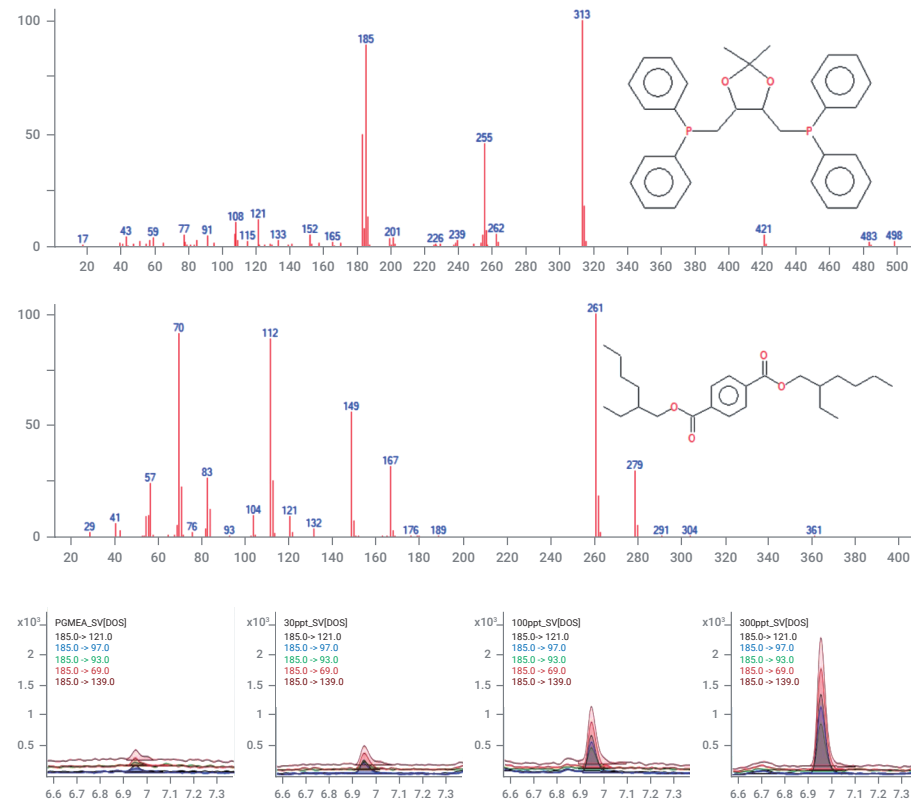 100
313
185
255
50
108
121
43
59
77
91
115
133
152
165
201
226
239
262
421
483
498
17
0
20 40 60 80 100 120 140 160 180 200 220 240 260 280 300 320 340 360 380 400 420 440 460 480 500
O O
P P
100
261
70
112
149
50
167
279
57
83
41
29
76
93
104
121
132
176
189
291
304
361
0
20 40 60 80 100 120 140 160 180 200 220 240 260 280 300 320 340 360 380 400
O
O
O
O
x10³
PGMEA_SV[DOS]
185.0-> 121.0
185.0 -> 97.0
185.0 -> 93.0
185.0 -> 69.0
185.0 -> 139.0
2
1.5
1
0.5
6.6 6.7 6.8 6.9 7 7.1 7.2 7.3
x10³
30ppt_SV[DOS]
185.0-> 121.0
185.0 -> 97.0
185.0 -> 93.0
185.0 -> 69.0
185.0 -> 139.0
2
1.5
1
0.5
6.6 6.7 6.8 6.9 7 7.1 7.2 7.3
x10³
100ppt_SV[DOS]
185.0-> 121.0
185.0 -> 97.0
185.0 -> 93.0
185.0 -> 69.0
185.0 -> 139.0
2
1.5
1
0.5
6.6 6.7 6.8 6.9 7 7.1 7.2 7.3
x10³
300ppt_SV[DOS]
185.0-> 121.0
185.0 -> 97.0
185.0 -> 93.0
185.0 -> 69.0
185.0 -> 139.0
2
1.5
1
0.5
6.6 6.7 6.8 6.9 7 7.1 7.2 7.3